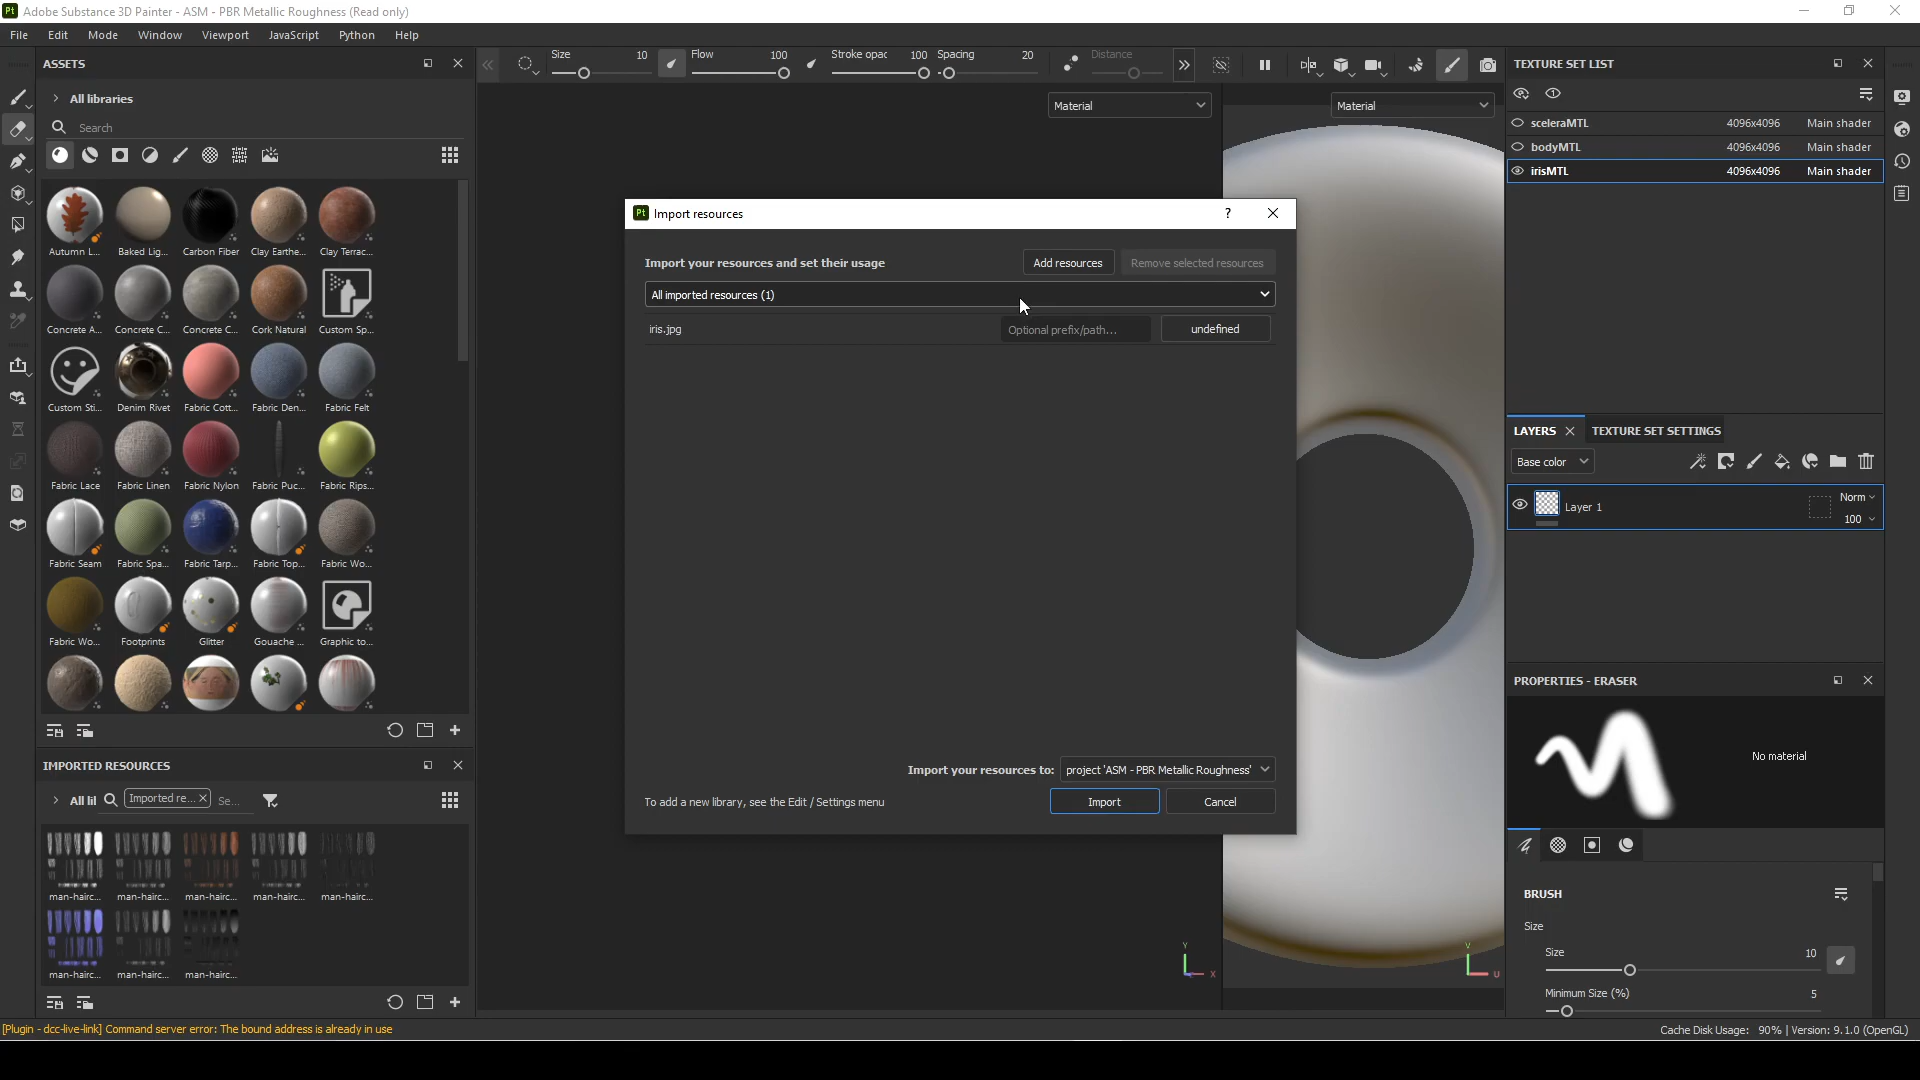 Pt Adobe Substance 3D Painter - ASM - PBR Metallic Roughness (Read only)
File Edit Mode Window Viewport JavaScript Python Help
ASSETS
All libraries
Search
Autumn L... Baked Lig... Carbon Fiber Clay Earthe... Clay Terrac...
Concrete A... Concrete C... Concrete C... Cork Natural Custom Sp...
Custom Sti... Denim Rivet Fabric Cott... Fabric Den... Fabric Felt
Fabric Lace Fabric Linen Fabric Nylon Fabric Puc... Fabric Rips...
Fabric Seam Fabric Spa... Fabric Tarp... Fabric Top... Fabric Wo...
Fabric Wo... Footprints Glitter Gouache ... Graphic to...
IMPORTED RESOURCES
All lil Imported re... Se...
man-hairc... man-hairc... man-hairc... man-hairc... man-hairc...
man-hairc... man-hairc... man-hairc...
Size 10 Flow 100 Stroke opac 100 Spacing 20 Distance
Material
Material
Pt Import resources ?
Import your resources and set their usage
Add resources
Remove selected resources
All imported resources (1)
iris.jpg
Optional prefix/path...
undefined
Import your resources to: project 'ASM - PBR Metallic Roughness'
To add a new library, see the Edit / Settings menu
Import
Cancel
Y
X
V
U
TEXTURE SET LIST
sceleraMTL 4096x4096 Main shader
bodyMTL 4096x4096 Main shader
irisMTL 4096x4096 Main shader
LAYERS
TEXTURE SET SETTINGS
Base color
Layer 1
Norm
100
PROPERTIES - ERASER
No material
BRUSH
Size
Size 10
Minimum Size (%) 5
[Plugin - dcc-live-link] Command server error: The bound address is already in use
Cache Disk Usage: 90% | Version: 9.1.0 (OpenGL)